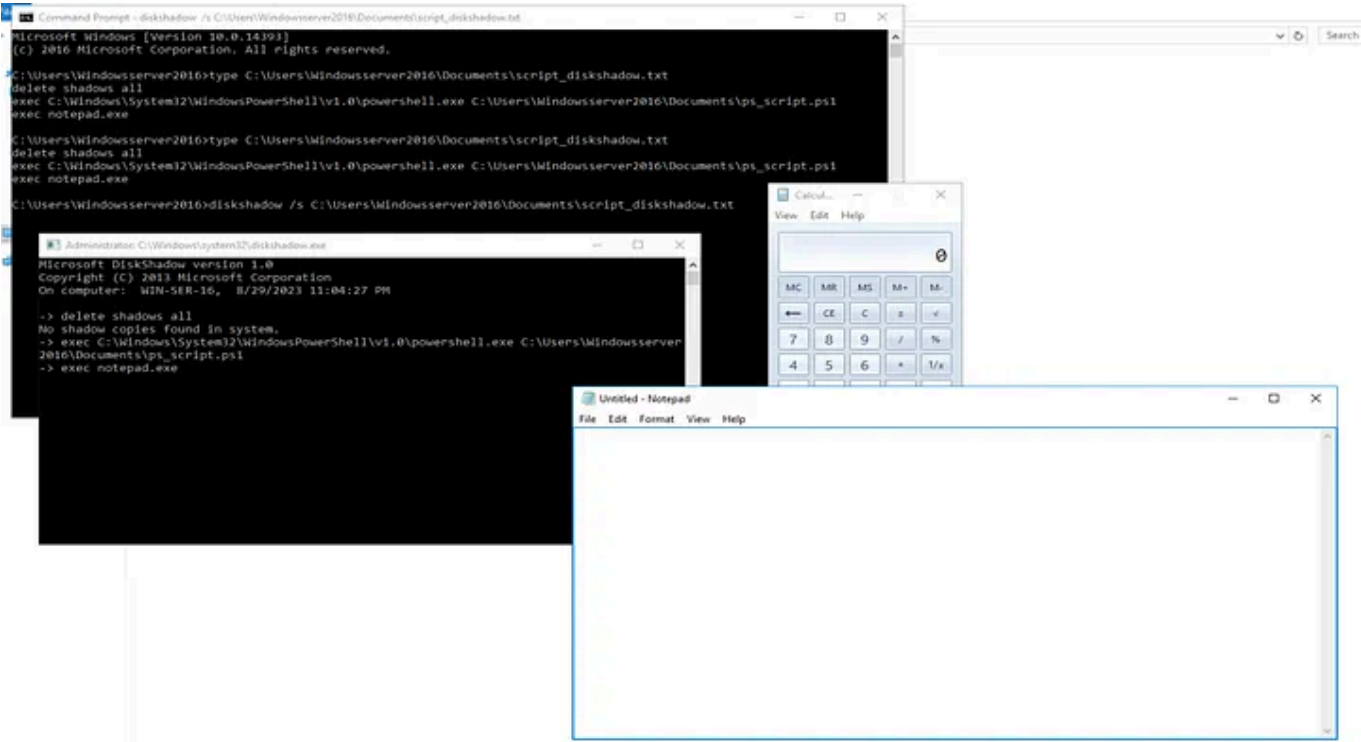 Command Prompt - diskshadow /s C:\Users\Windowsserver2016\Documents\script_diskshadow.txt
Microsoft Windows [Version 10.0.14393]
(c) 2016 Microsoft Corporation. All rights reserved.
C:\Users\Windowsserver2016>type C:\Users\Windowsserver2016\Documents\script_diskshadow.txt
delete shadows all
exec C:\Windows\System32\WindowsPowerShell\v1.0\powershell.exe C:\Users\Windowsserver2016\Documents\ps_script.ps1
exec notepad.exe
C:\Users\Windowsserver2016>type C:\Users\Windowsserver2016\Documents\script_diskshadow.txt
delete shadows all
exec C:\Windows\System32\WindowsPowerShell\v1.0\powershell.exe C:\Users\Windowsserver2016\Documents\ps_script.ps1
exec notepad.exe
C:\Users\Windowsserver2016>diskshadow /s C:\Users\Windowsserver2016\Documents\script_diskshadow.txt
Search
Administrator: C:\Windows\system32\diskshadow.exe
Microsoft DiskShadow version 1.0
Copyright (C) 2013 Microsoft Corporation
On computer: WIN-SER-16, 8/29/2023 11:04:27 PM
-> delete shadows all
No shadow copies found in system.
-> exec C:\Windows\System32\WindowsPowerShell\v1.0\powershell.exe C:\Users\Windowsserver
2016\Documents\ps_script.ps1
-> exec notepad.exe
Calcul...
View Edit Help
0
MC MR MS M+ M-
← CE C ± √
7 8 9 / %
4 5 6 * 1/x
Untitled - Notepad
File Edit Format View Help